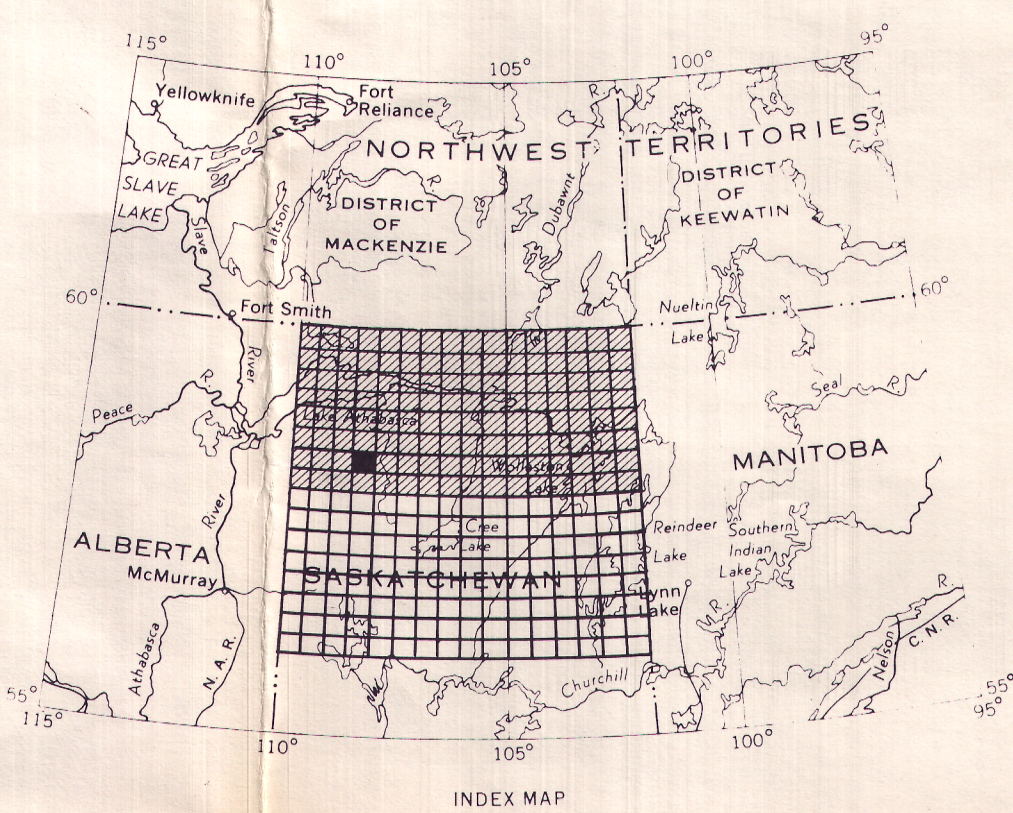 115°
110°
105°
100°
95°
Yellowknife
Fort
Reliance
R.
NORTHWEST TERRITORIES
GREAT
SLAVE
LAKE
Slave
Taltson
R
DISTRICT
OF
MACKENZIE
Dubawnt
DISTRICT
OF
KEEWATIN
60°
Fort Smith
Nueltin
Lake
60°
River
R.
Peace
Lake Athabasca
Seal R.
Wollaston
Lake
MANITOBA
River
Cree
Lake
Reindeer
Lake
Southern
Indian
Lake
ALBERTA
McMurray
SASKATCHEWAN
Lynn
Lake
R.
R.
Athabasca
N. A. R.
Churchill
Nelson
C. N. R.
55°
115°
110°
105°
100°
55°
95°
INDEX MAP